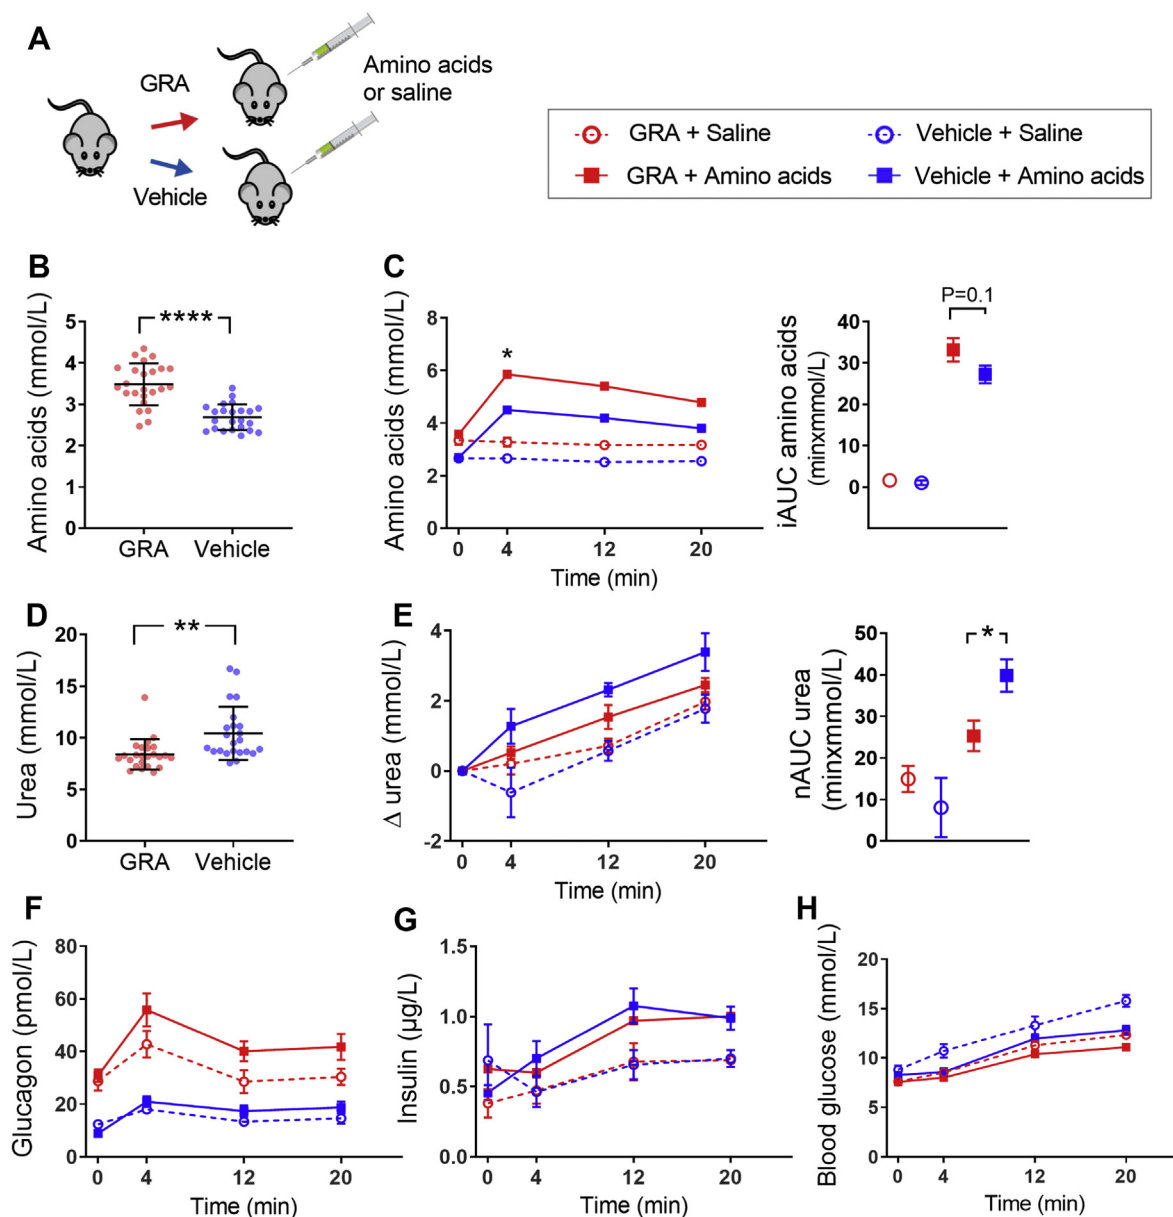 A
GRA
Vehicle
Amino acids
or saline
GRA + Saline
Vehicle + Saline
GRA + Amino acids
Vehicle + Amino acids
B
Amino acids (mmol/L)
5
4
3
2
1
0
****
GRA
Vehicle
C
Amino acids (mmol/L)
8
6
4
2
0
*
0
4
12
20
Time (min)
iAUC amino acids
(minxmmol/L)
P=0.1
40
30
20
10
0
D
Urea (mmol/L)
20
15
10
5
0
**
GRA
Vehicle
E
Δ urea (mmol/L)
4
2
0
-2
0
4
12
20
Time (min)
nAUC urea
(minxmmol/L)
50
40
30
20
10
0
*
F
Glucagon (pmol/L)
80
60
40
20
0
0
4
12
20
Time (min)
G
Insulin (µg/L)
1.5
1.0
0.5
0.0
0
4
12
20
Time (min)
H
Blood glucose (mmol/L)
20
15
10
5
0
0
4
12
20
Time (min)